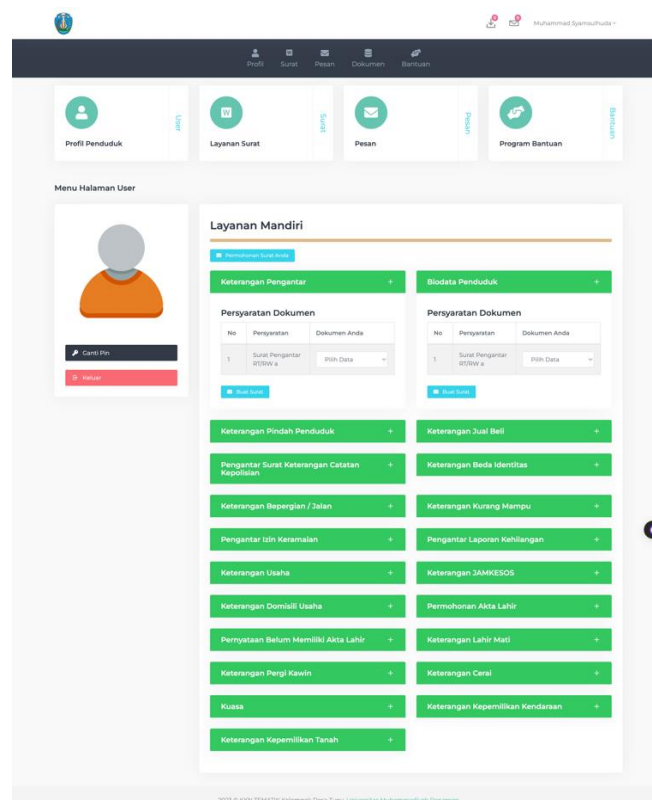 Muhammad Syamsulhuda
Profil Surat Pesan Dokumen Bantuan
User
Profil Penduduk
Surat
Layanan Surat
Pesan
Pesan
Bantuan
Program Bantuan
Menu Halaman User
Ganti Pin
Keluar
Layanan Mandiri
Permohonan Surat Anda
Keterangan Pengantar +
Persyaratan Dokumen
No Persyaratan Dokumen Anda
1 Surat Pengantar RT/RW a Pilih Data
Buat Surat
Biodata Penduduk +
Persyaratan Dokumen
No Persyaratan Dokumen Anda
1 Surat Pengantar RT/RW a Pilih Data
Buat Surat
Keterangan Pindah Penduduk +
Keterangan Jual Beli +
Pengantar Surat Keterangan Catatan
Kepolisian +
Keterangan Beda Identitas +
Keterangan Bepergian / Jalan +
Keterangan Kurang Mampu +
Pengantar Izin Keramaian +
Pengantar Laporan Kehilangan +
Keterangan Usaha +
Keterangan JAMKESOS +
Keterangan Domisili Usaha +
Permohonan Akta Lahir +
Pernyataan Belum Memiliki Akta Lahir +
Keterangan Lahir Mati +
Keterangan Pergi Kawin +
Keterangan Cerai +
Kuasa +
Keterangan Kepemilikan Kendaraan +
Keterangan Kepemilikan Tanah +